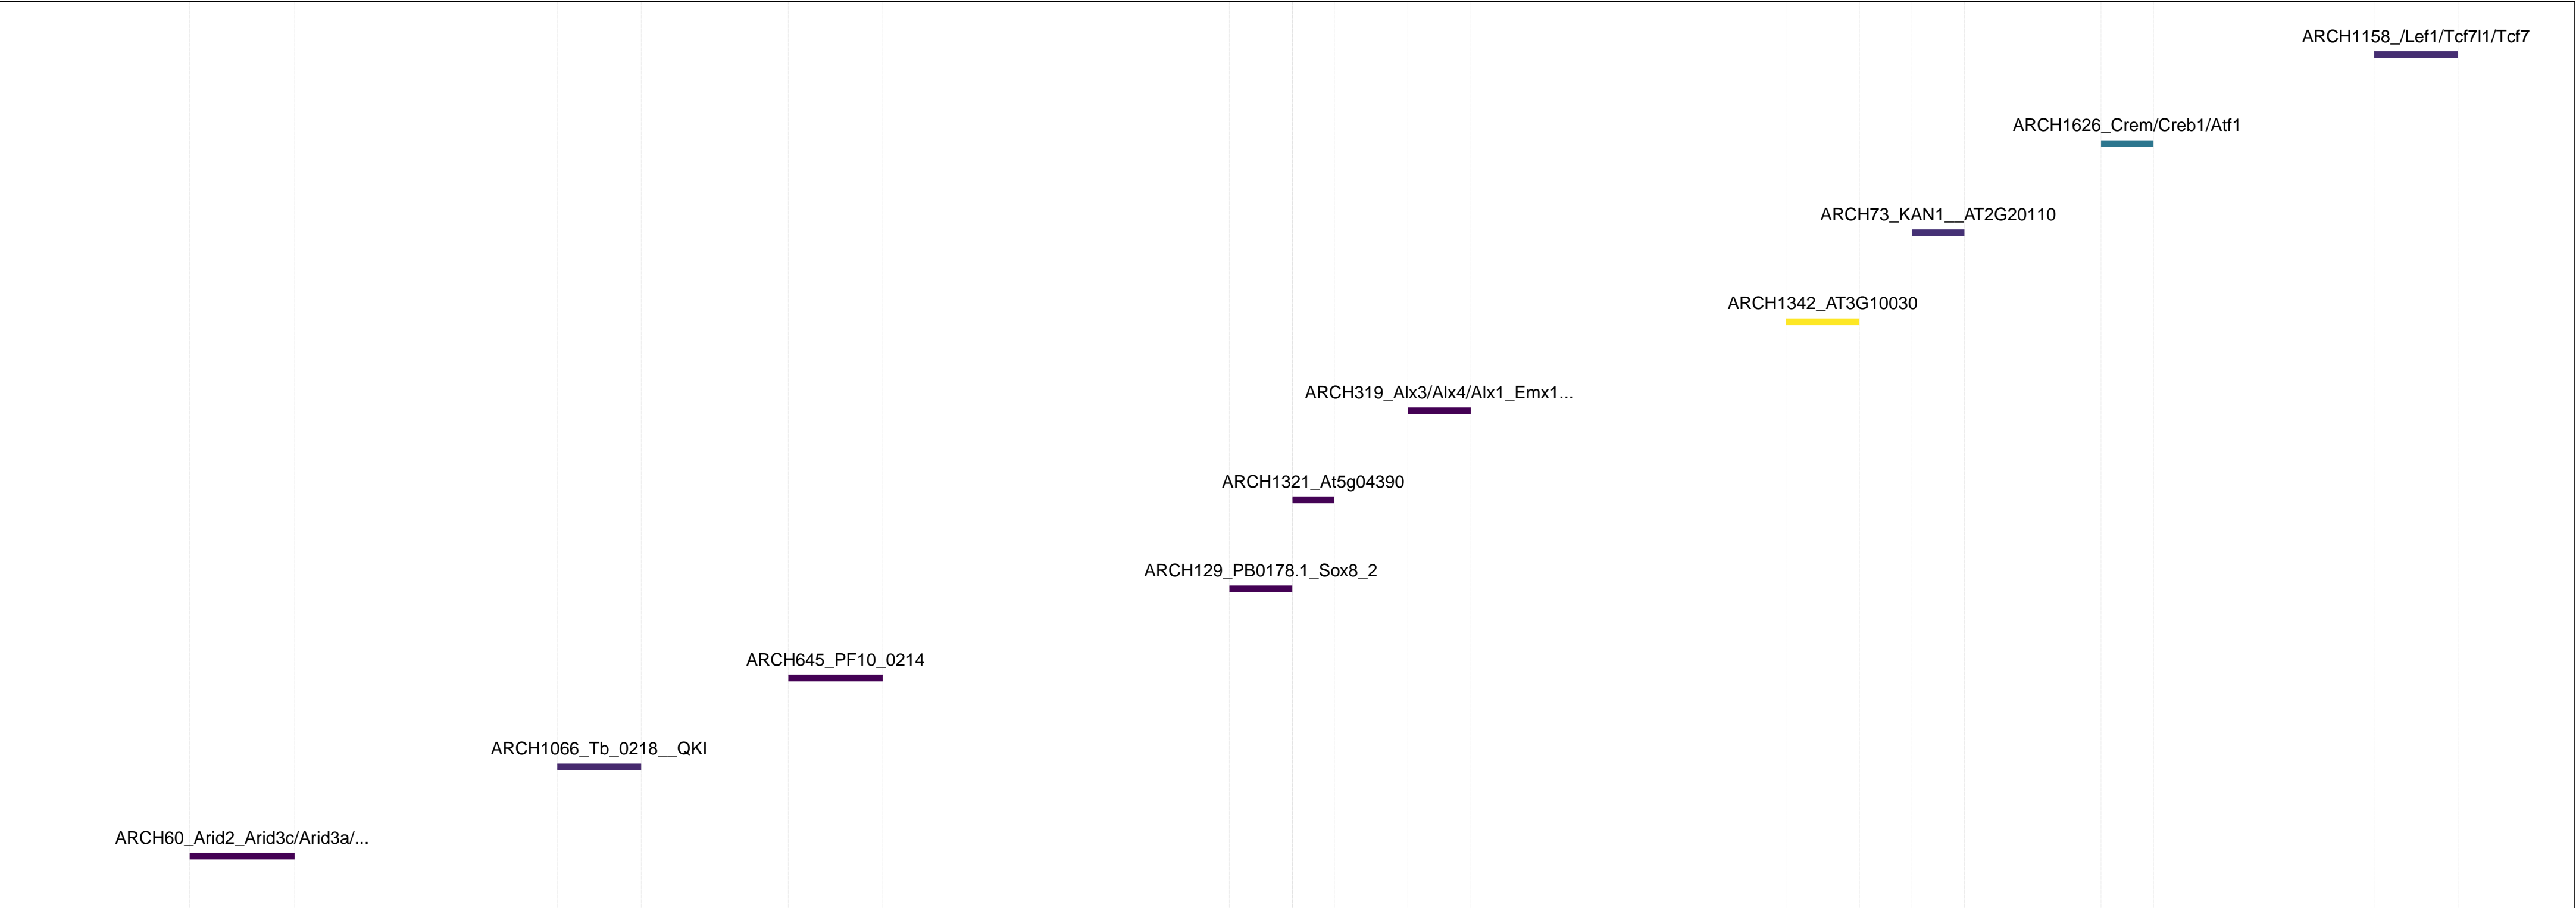 ARCH1158_/Lef1/Tcf7l1/Tcf7
ARCH1626_Crem/Creb1/Atf1
ARCH73_KAN1__AT2G20110
ARCH1342_AT3G10030
ARCH319_Alx3/Alx4/Alx1_Emx1...
ARCH1321_At5g04390
ARCH129_PB0178.1_Sox8_2
ARCH645_PF10_0214
ARCH1066_Tb_0218__QKI
ARCH60_Arid2_Arid3c/Arid3a/...